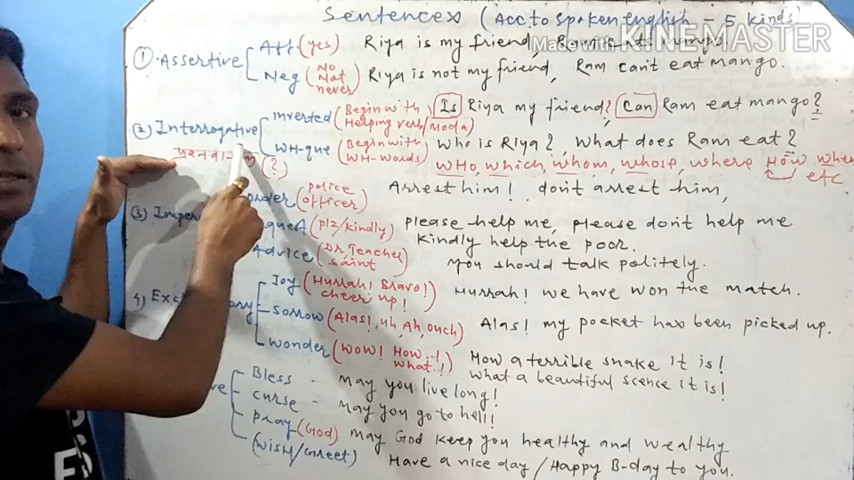 Sentences (Acc to spoken english - 5 kinds)
Made with KINEMASTER
① Assertive Aff (yes) Riya is my friend,
Neg (No Not never) Riya is not my friend, Ram can't eat mango.
(2) Interrogative inverted (Begin with Helping verb/Moda) Is Riya my friend? Can Ram eat mango?
WH-que (Begin with WH-words) Who is Riya? What does Ram eat?
(?) WHO, which, whom, whose, where How when etc
(3) order (police officer) Arrest him! don't arrest him,
(plz/kindly) Please help me, please don't help me
Kindly help the poor.
Advice (Dr, Teacher saint) You should talk politely.
4) Joy (Hurrah! Bravo! cheer up!) Hurrah! we have won the match.
Sorrow (Alas!, uh, Ah, ouch) Alas! my pocket has been picked up.
wonder (wow! How..! what..!) How a terrible snake it is!
What a beautiful scence it is!
Bless - may you live long!
curse - may you go to hell!
pray (God) may God keep you healthy and wealthy
(wish/Greet) Have a nice day / Happy B-day to you.